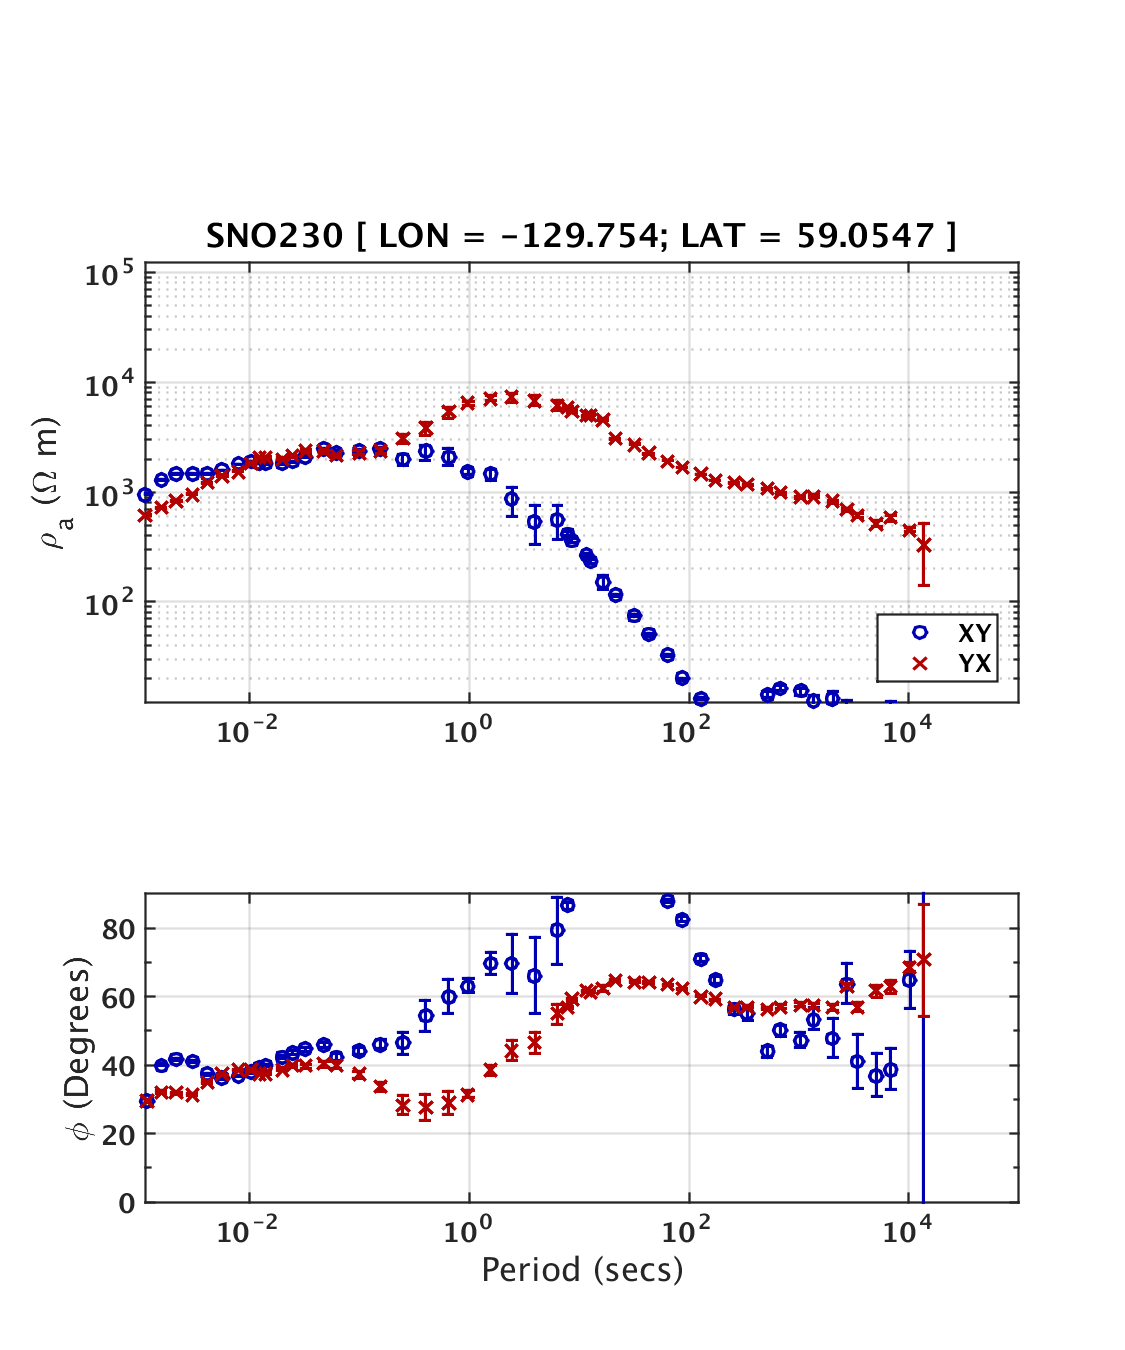 SNO230 [ LON = -129.754; LAT = 59.0547 ]
10^5
10^4
10^3
10^2
ρ_a (Ω m)
XY
YX
10^-2 10^0 10^2 10^4
80
60
40
20
0
ϕ (Degrees)
10^-2 10^0 10^2 10^4
Period (secs)